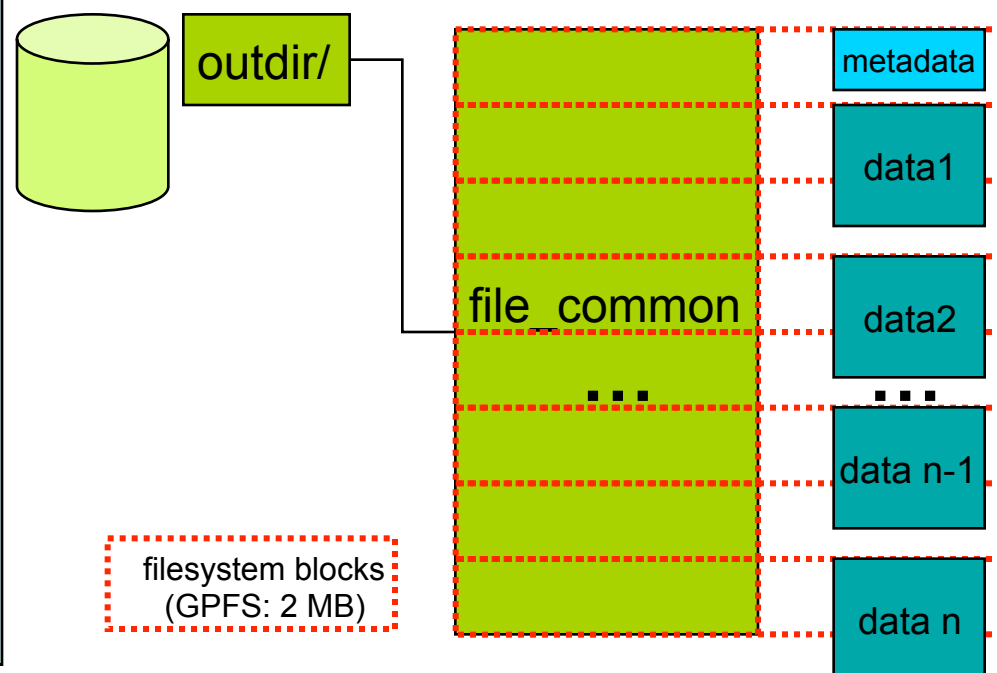 outdir/
metadata
data1
file_common
data2
...
...
data n-1
filesystem blocks
(GPFS: 2 MB)
data n